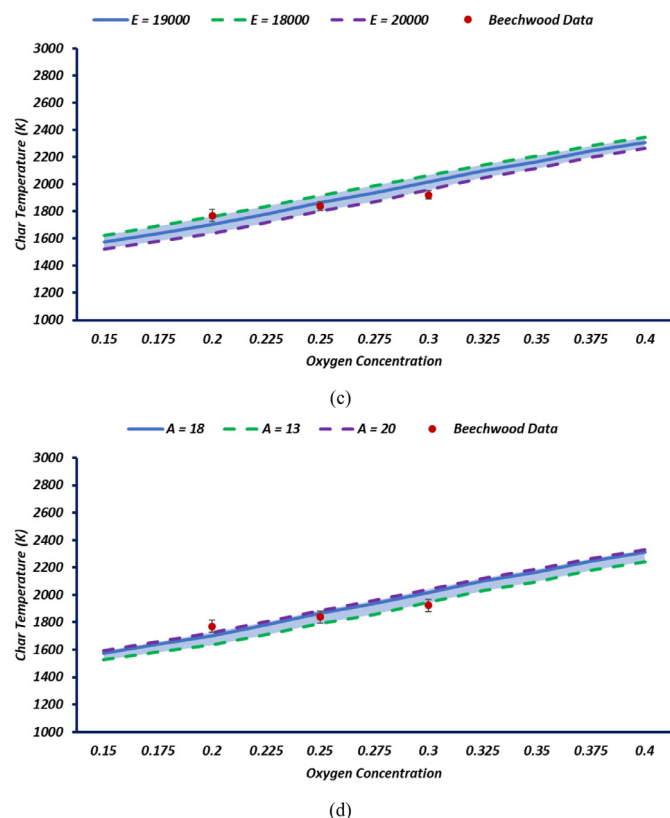 E = 19000 E = 18000 E = 20000 Beechwood Data
Char Temperature (K)
3000
2800
2600
2400
2200
2000
1800
1600
1400
1200
1000
0.15 0.175 0.2 0.225 0.25 0.275 0.3 0.325 0.35 0.375 0.4
Oxygen Concentration
(c)
A = 18 A = 13 A = 20 Beechwood Data
Char Temperature (K)
3000
2800
2600
2400
2200
2000
1800
1600
1400
1200
1000
0.15 0.175 0.2 0.225 0.25 0.275 0.3 0.325 0.35 0.375 0.4
Oxygen Concentration
(d)